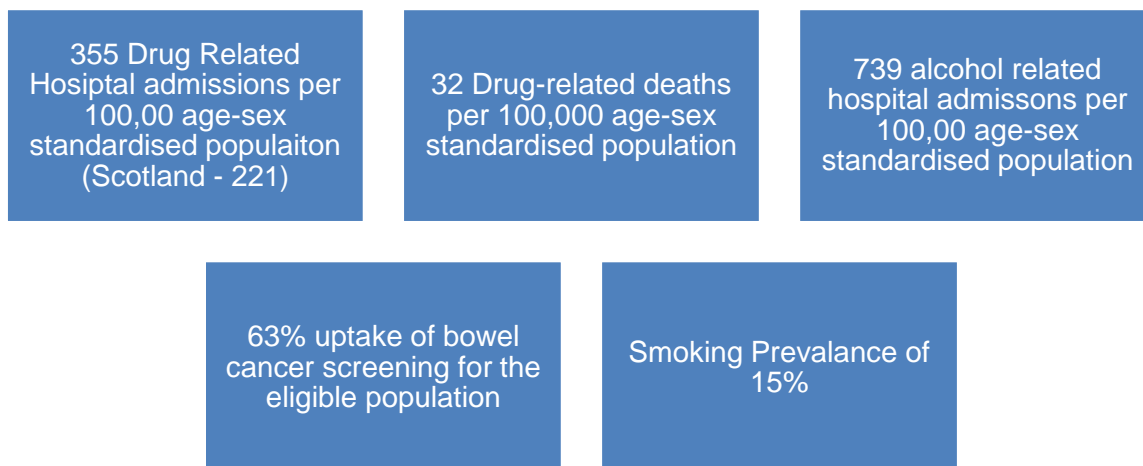 355 Drug Related
Hosiptal admissions per
100,00 age-sex
standardised populaiton
(Scotland - 221)
32 Drug-related deaths
per 100,000 age-sex
standardised population
739 alcohol related
hospital admissons per
100,00 age-sex
standardised population
63% uptake of bowel
cancer screening for the
eligible population
Smoking Prevalance of
15%